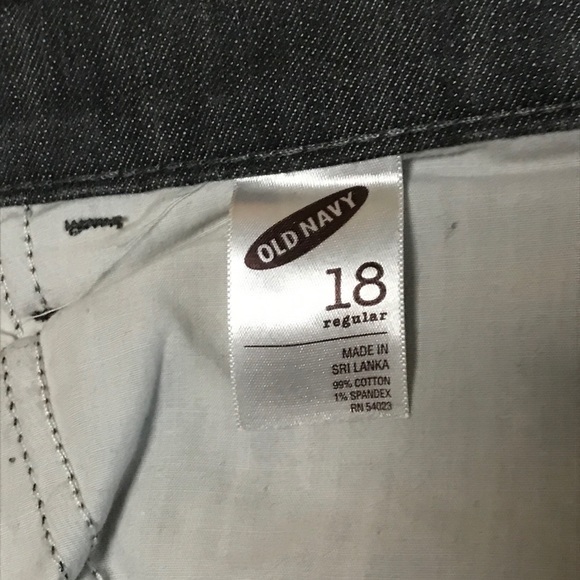 OLD NAVY
18
regular
MADE IN
SRI LANKA
99% COTTON
1% SPANDEX
RN 54023